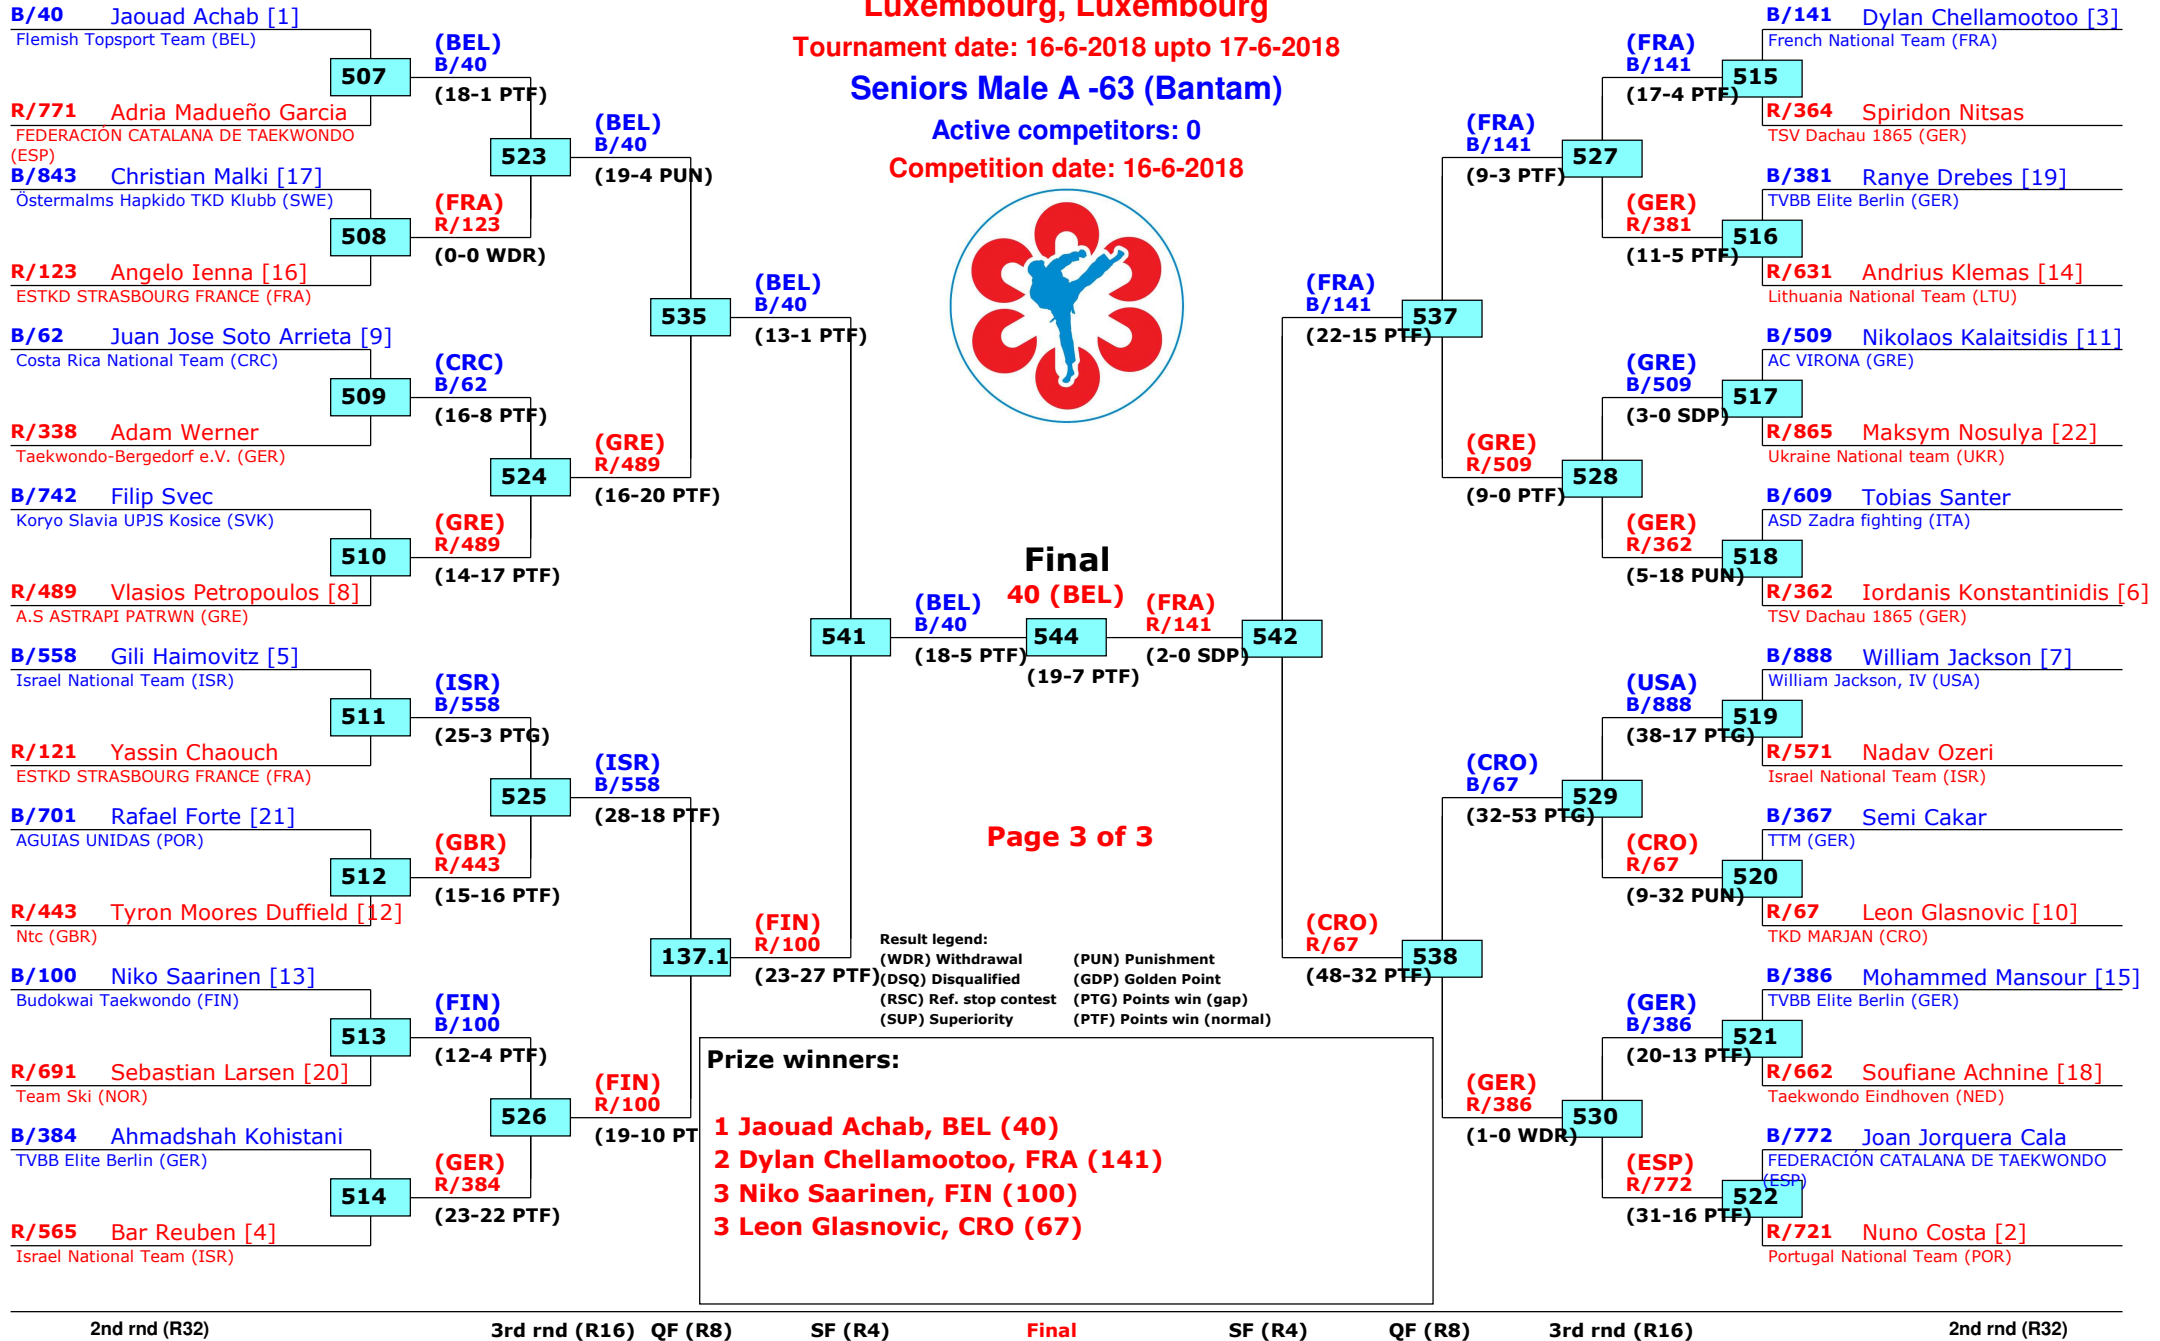 Luxembourg, Luxembourg
Tournament date: 16-6-2018 upto 17-6-2018
Seniors Male A -63 (Bantam)
Active competitors: 0
Competition date: 16-6-2018
B/40 Jaouad Achab [1]
Flemish Topsport Team (BEL)
507
R/771 Adria Madueño Garcia
FEDERACIÓN CATALANA DE TAEKWONDO
(ESP)
B/843 Christian Malki [17]
Östermalms Hapkido TKD Klubb (SWE)
508
R/123 Angelo Ienna [16]
ESTKD STRASBOURG FRANCE (FRA)
B/62 Juan Jose Soto Arrieta [9]
Costa Rica National Team (CRC)
509
R/338 Adam Werner
Taekwondo-Bergedorf e.V. (GER)
B/742 Filip Svec
Koryo Slavia UPJS Kosice (SVK)
510
R/489 Vlasios Petropoulos [8]
A.S ASTRAPI PATRWN (GRE)
B/558 Gili Haimovitz [5]
Israel National Team (ISR)
511
R/121 Yassin Chaouch
ESTKD STRASBOURG FRANCE (FRA)
B/701 Rafael Forte [21]
AGUIAS UNIDAS (POR)
512
R/443 Tyron Moores Duffield [12]
Ntc (GBR)
B/100 Niko Saarinen [13]
Budokwai Taekwondo (FIN)
513
R/691 Sebastian Larsen [20]
Team Ski (NOR)
B/384 Ahmadshah Kohistani
TVBB Elite Berlin (GER)
514
R/565 Bar Reuben [4]
Israel National Team (ISR)
(BEL)
B/40
(18-1 PTF)
523
(FRA)
R/123
(0-0 WDR)
(CRC)
B/62
(16-8 PTF)
524
(GRE)
R/489
(14-17 PTF)
(ISR)
B/558
(25-3 PTG)
525
(GBR)
R/443
(15-16 PTF)
(FIN)
B/100
(12-4 PTF)
526
(GER)
R/384
(23-22 PTF)
(BEL)
B/40
(19-4 PUN)
535
(GRE)
R/489
(16-20 PTF)
(ISR)
B/558
(28-18 PTF)
137.1
(FIN)
R/100
(19-10 PT
(BEL)
B/40
(13-1 PTF)
541
(FIN)
R/100
(23-27 PTF)
(BEL)
B/40
(18-5 PTF)
Final
40 (BEL)
544
(19-7 PTF)
(FRA)
R/141
(2-0 SDP)
542
(FRA)
B/141
(22-15 PTF)
537
(CRO)
R/67
(48-32 PTF)
538
(FRA)
B/141
(9-3 PTF)
527
(GRE)
R/509
(9-0 PTF)
528
(CRO)
B/67
(32-53 PTG)
529
(GER)
R/386
(1-0 WDR)
530
(FRA)
B/141
(17-4 PTF)
515
(GER)
R/381
(11-5 PTF)
516
(GRE)
B/509
(3-0 SDP)
517
(GER)
R/362
(5-18 PUN)
518
(USA)
B/888
(38-17 PTG)
519
(CRO)
R/67
(9-32 PUN)
520
(GER)
B/386
(20-13 PTF)
521
(ESP)
R/772
(31-16 PTF)
522
B/141 Dylan Chellamootoo [3]
French National Team (FRA)
R/364 Spiridon Nitsas
TSV Dachau 1865 (GER)
B/381 Ranye Drebes [19]
TVBB Elite Berlin (GER)
R/631 Andrius Klemas [14]
Lithuania National Team (LTU)
B/509 Nikolaos Kalaitsidis [11]
AC VIRONA (GRE)
R/865 Maksym Nosulya [22]
Ukraine National team (UKR)
B/609 Tobias Santer
ASD Zadra fighting (ITA)
R/362 Iordanis Konstantinidis [6]
TSV Dachau 1865 (GER)
B/888 William Jackson [7]
William Jackson, IV (USA)
R/571 Nadav Ozeri
Israel National Team (ISR)
B/367 Semi Cakar
TTM (GER)
R/67 Leon Glasnovic [10]
TKD MARJAN (CRO)
B/386 Mohammed Mansour [15]
TVBB Elite Berlin (GER)
R/662 Soufiane Achnine [18]
Taekwondo Eindhoven (NED)
B/772 Joan Jorquera Cala
FEDERACIÓN CATALANA DE TAEKWONDO
(ESP)
R/721 Nuno Costa [2]
Portugal National Team (POR)
Page 3 of 3
Result legend:
(WDR) Withdrawal (PUN) Punishment
(DSQ) Disqualified (GDP) Golden Point
(RSC) Ref. stop contest (PTG) Points win (gap)
(SUP) Superiority (PTF) Points win (normal)
Prize winners:
1 Jaouad Achab, BEL (40)
2 Dylan Chellamootoo, FRA (141)
3 Niko Saarinen, FIN (100)
3 Leon Glasnovic, CRO (67)
2nd rnd (R32) 3rd rnd (R16) QF (R8) SF (R4) Final SF (R4) QF (R8) 3rd rnd (R16) 2nd rnd (R32)